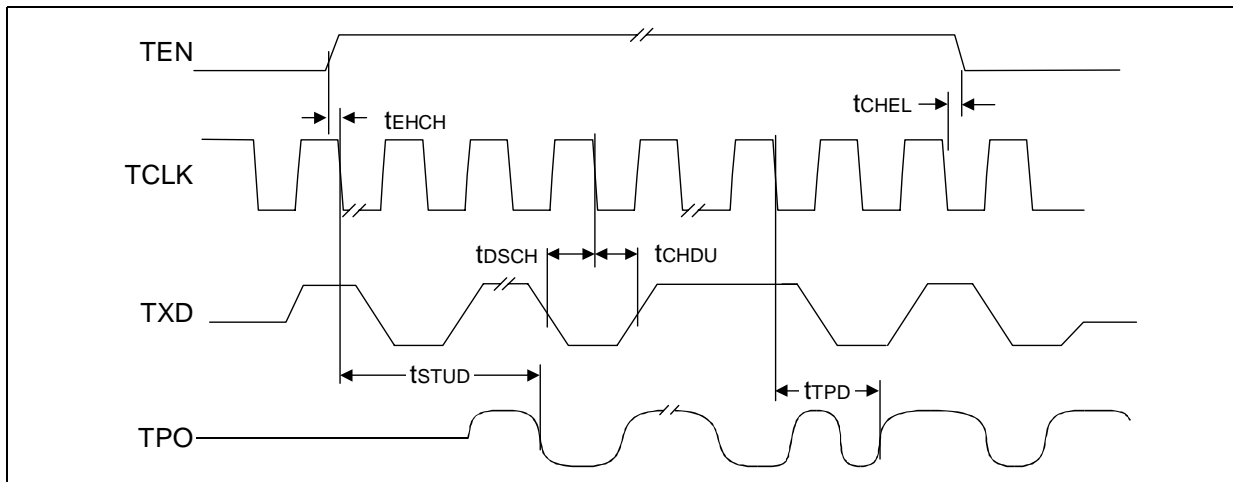 TEN
tCHEL
tEHCH
TCLK
tDSCH
tCHDU
TXD
tSTUD
tTPD
TPO